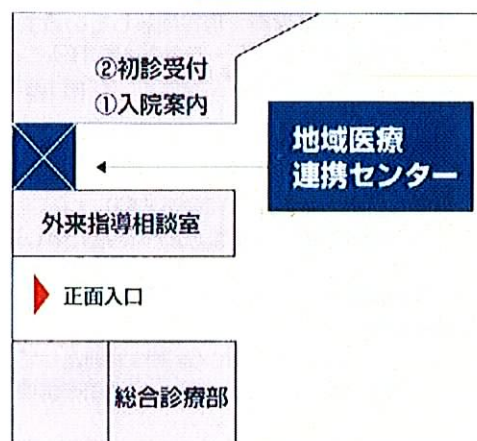 ②初診受付
①入院案内
地域医療
連携センター
外来指導相談室
正面入口
総合診療部